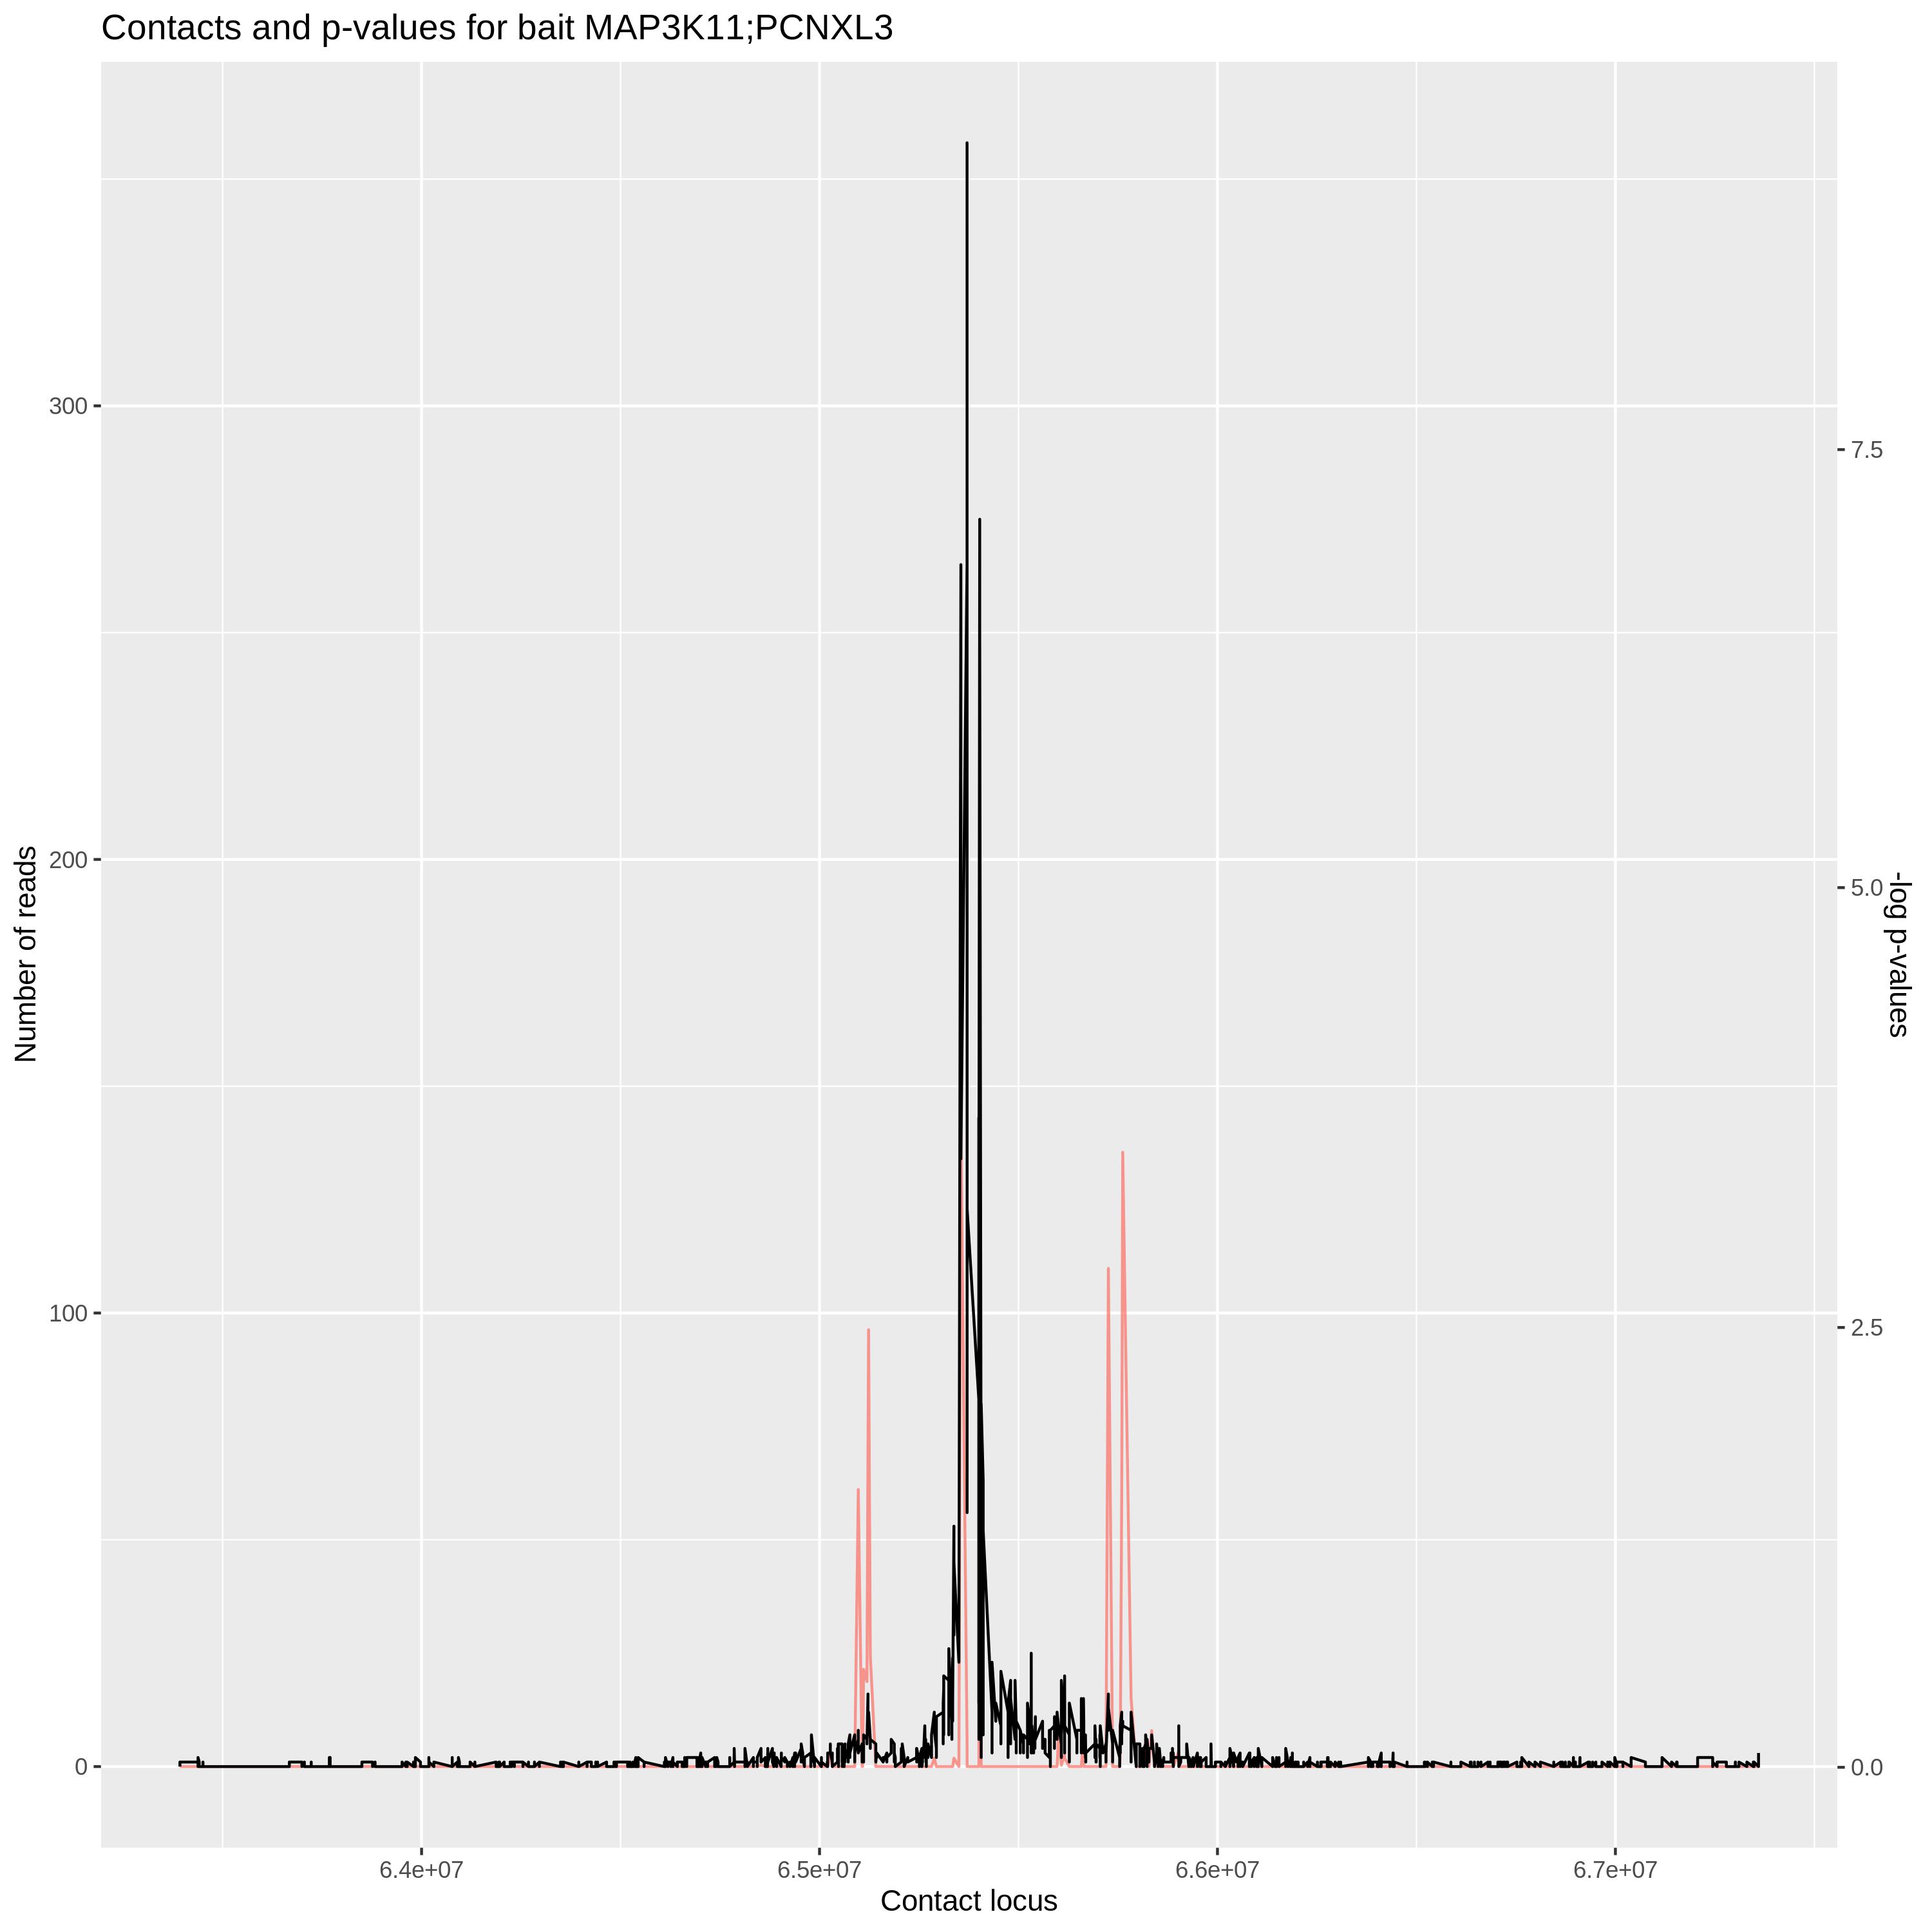 Contacts and p-values for bait MAP3K11;PCNXL3
Number of reads
300
200
100
0
7.5
5.0
2.5
0.0
-log p-values
6.4e+07 6.5e+07 6.6e+07 6.7e+07
Contact locus